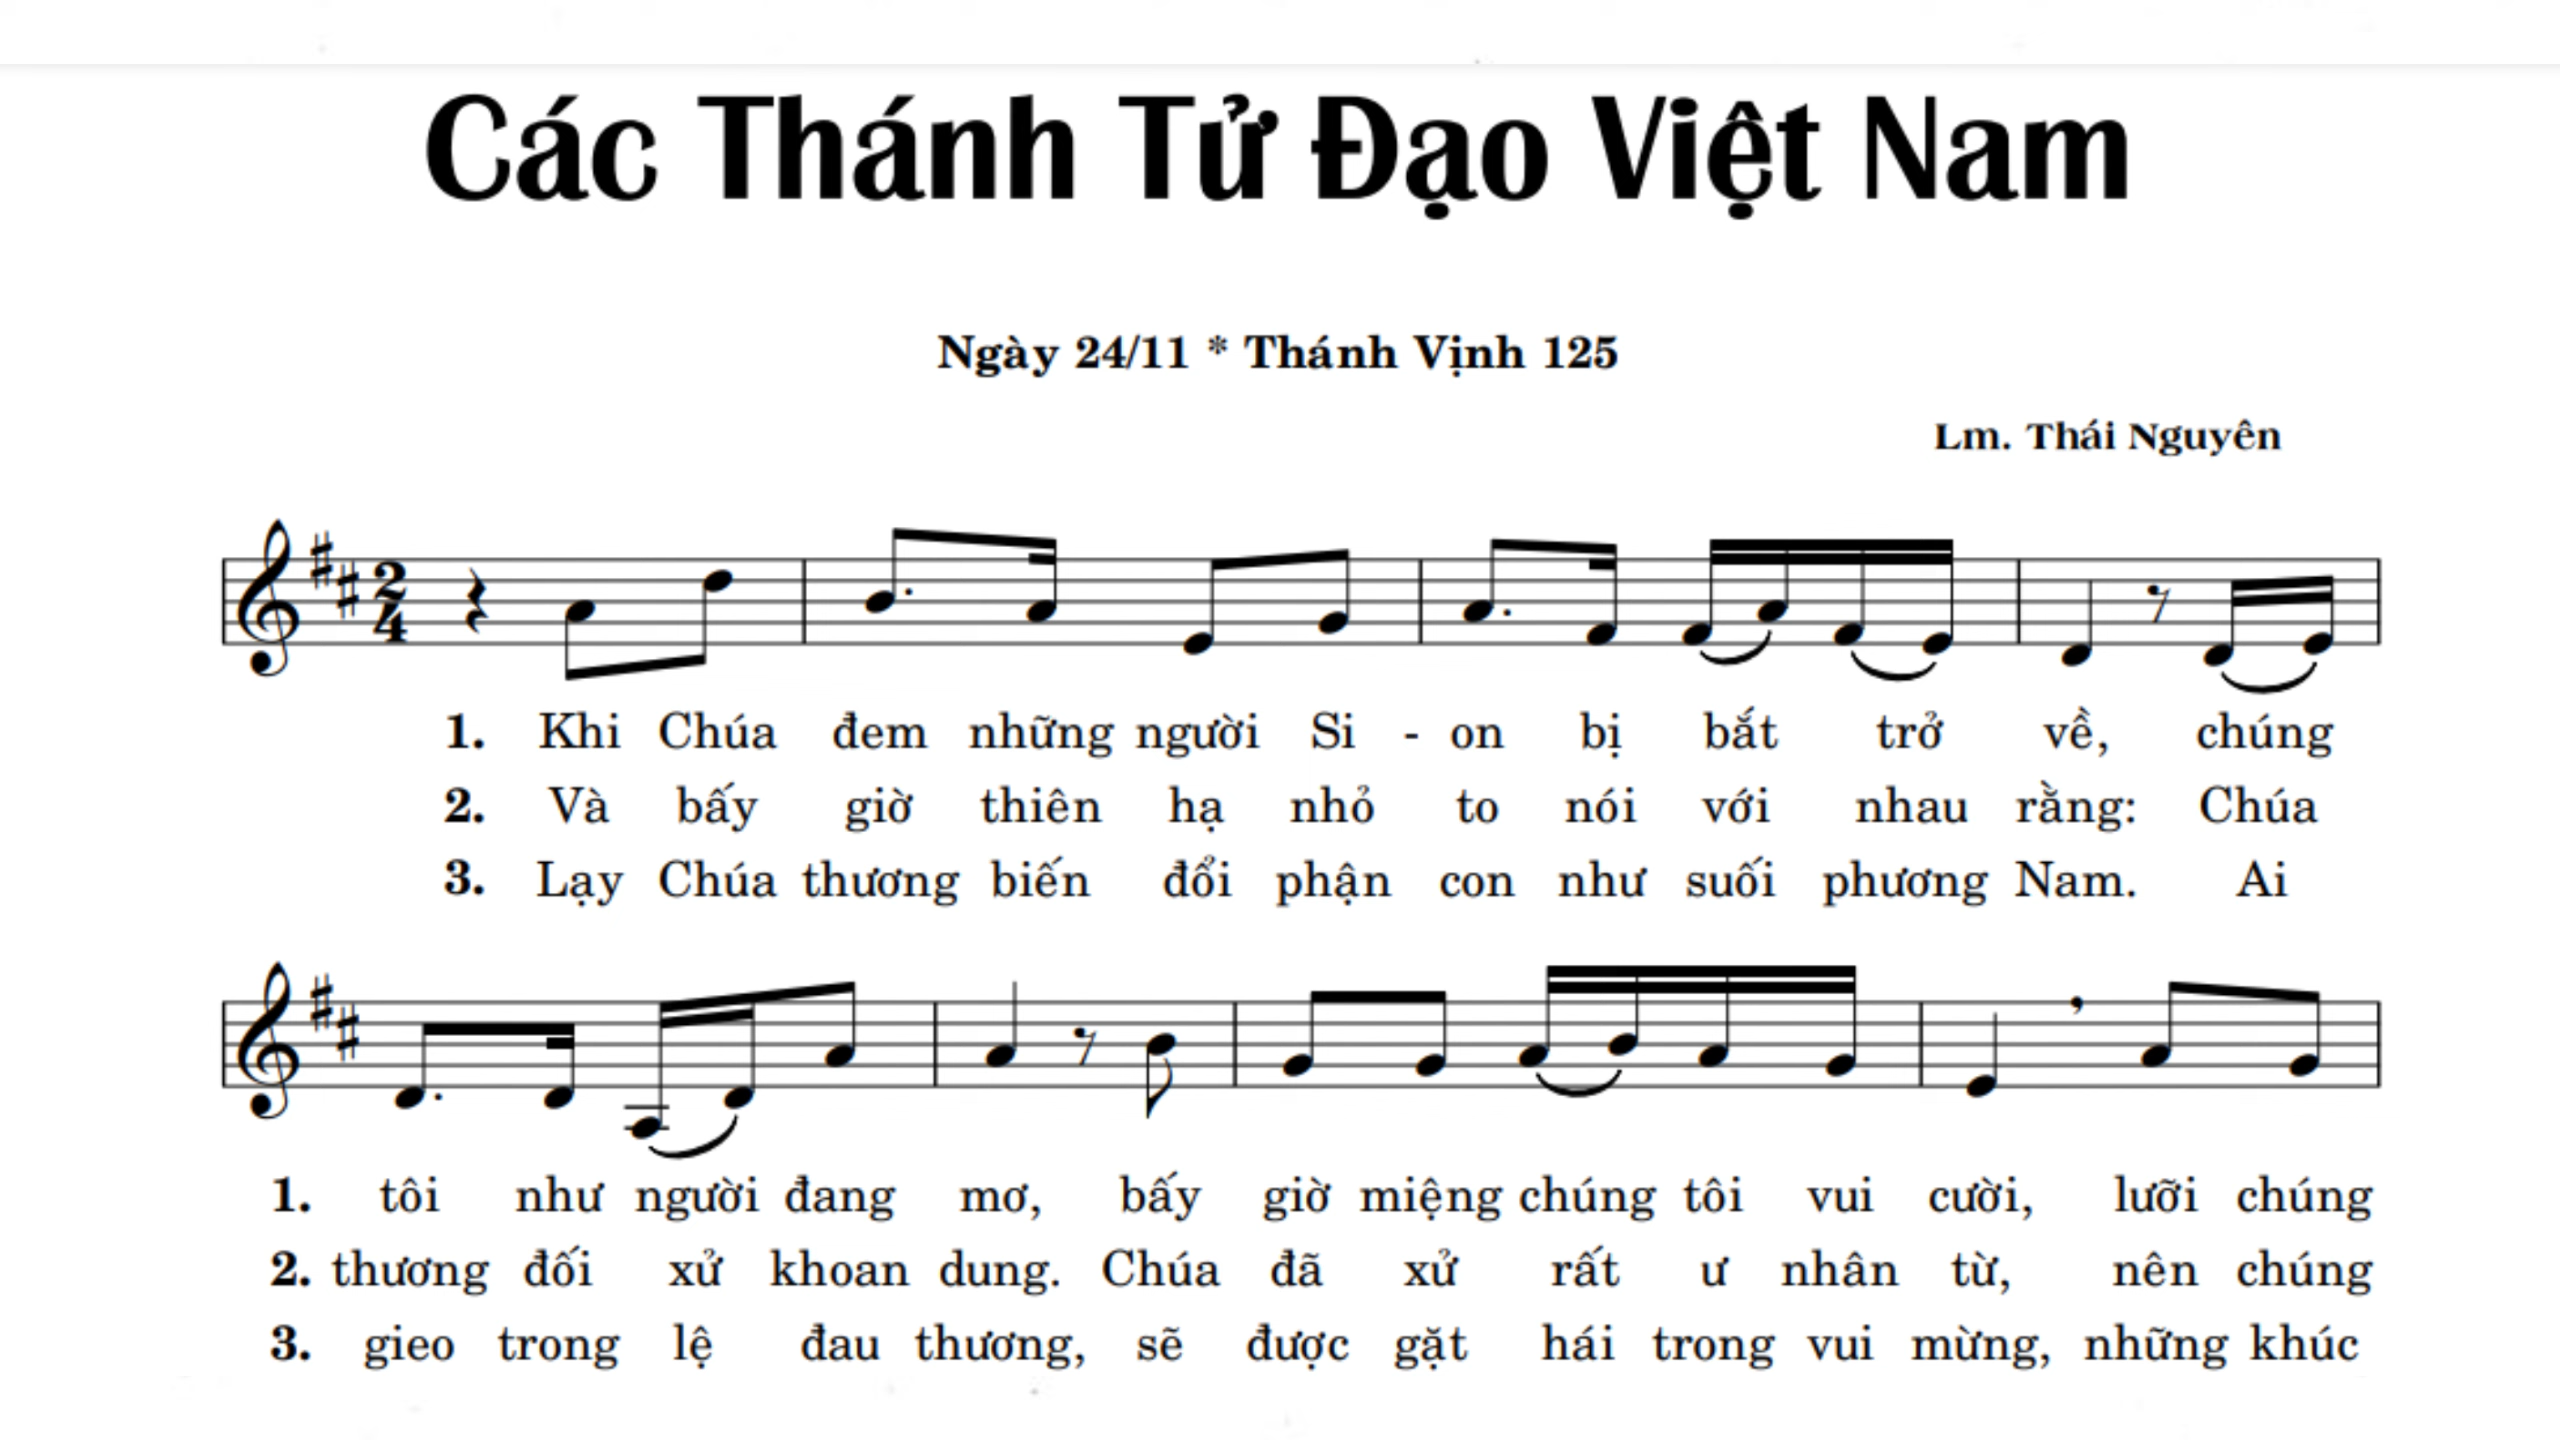 Các Thánh Tử Đạo Việt Nam
Ngày 24/11 * Thánh Vịnh 125
Lm. Thái Nguyên
2
4
1. Khi Chúa đem những người Si - on bị bắt trở về, chúng
2. Và bấy giờ thiên hạ nhỏ to nói với nhau rằng: Chúa
3. Lạy Chúa thương biến đổi phận con như suối phương Nam. Ai
1. tôi như người đang mơ, bấy giờ miệng chúng tôi vui cười, lưỡi chúng
2. thương đối xử khoan dung. Chúa đã xử rất ư nhân từ, nên chúng
3. gieo trong lệ đau thương, sẽ được gặt hái trong vui mừng, những khúc